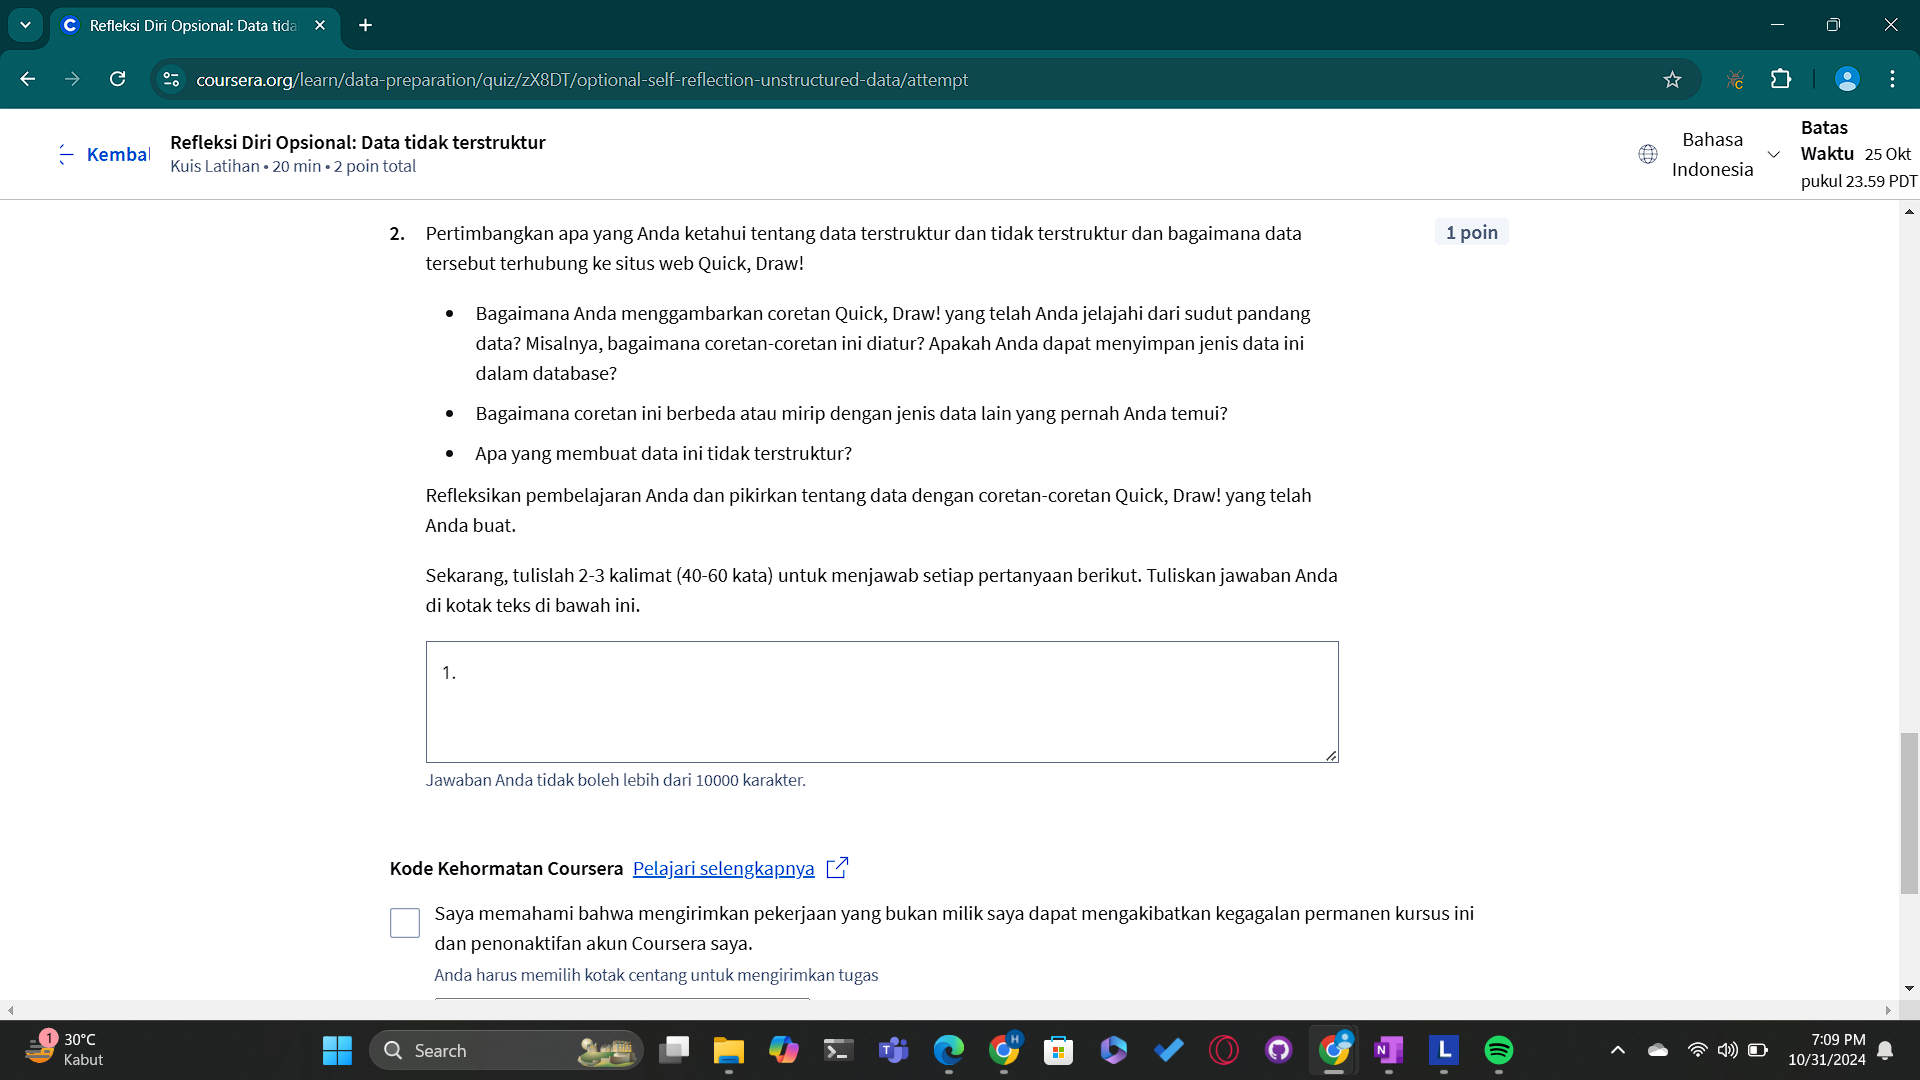 Refleksi Diri Opsional: Data tida
coursera.org/learn/data-preparation/quiz/zX8DT/optional-self-reflection-unstructured-data/attempt
Kembal
Refleksi Diri Opsional: Data tidak terstruktur
Kuis Latihan • 20 min • 2 poin total
Bahasa
Indonesia
Batas
Waktu 25 Okt
pukul 23.59 PDT
2. Pertimbangkan apa yang Anda ketahui tentang data terstruktur dan tidak terstruktur dan bagaimana data
tersebut terhubung ke situs web Quick, Draw!
1 poin
• Bagaimana Anda menggambarkan coretan Quick, Draw! yang telah Anda jelajahi dari sudut pandang
data? Misalnya, bagaimana coretan-coretan ini diatur? Apakah Anda dapat menyimpan jenis data ini
dalam database?
• Bagaimana coretan ini berbeda atau mirip dengan jenis data lain yang pernah Anda temui?
• Apa yang membuat data ini tidak terstruktur?
Refleksikan pembelajaran Anda dan pikirkan tentang data dengan coretan-coretan Quick, Draw! yang telah
Anda buat.
Sekarang, tulislah 2-3 kalimat (40-60 kata) untuk menjawab setiap pertanyaan berikut. Tuliskan jawaban Anda
di kotak teks di bawah ini.
1.
Jawaban Anda tidak boleh lebih dari 10000 karakter.
Kode Kehormatan Coursera Pelajari selengkapnya
Saya memahami bahwa mengirimkan pekerjaan yang bukan milik saya dapat mengakibatkan kegagalan permanen kursus ini
dan penonaktifan akun Coursera saya.
Anda harus memilih kotak centang untuk mengirimkan tugas
1
30°C
Kabut
Search
H
N
L
7:09 PM
10/31/2024